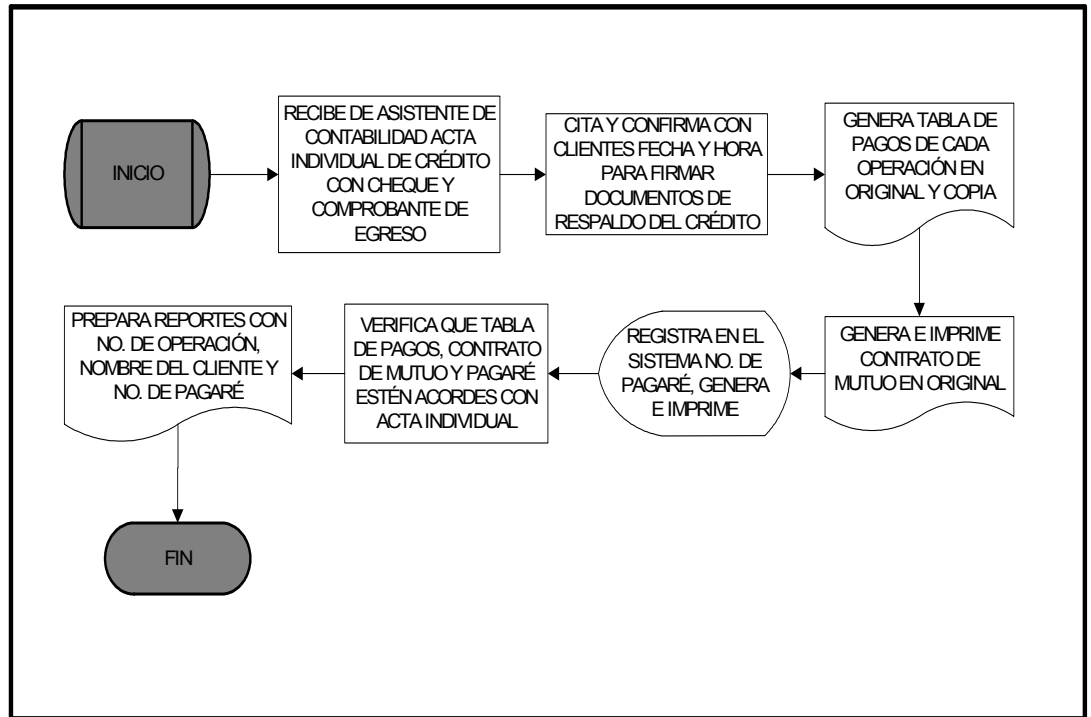 INICIO
RECIBE DE ASISTENTE DE
CONTABILIDAD ACTA
INDIVIDUAL DE CRÉDITO
CON CHEQUE Y
COMPROBANTE DE
EGRESO
CITA Y CONFIRMA CON
CLIENTES FECHA Y HORA
PARA FIRMAR
DOCUMENTOS DE
RESPALDO DEL CRÉDITO
GENERA TABLA DE
PAGOS DE CADA
OPERACIÓN EN
ORIGINAL Y COPIA
GENERA E IMPRIME
CONTRATO DE
MUTUO EN ORIGINAL
REGISTRA EN EL
SISTEMA NO. DE
PAGARÉ, GENERA
E IMPRIME
VERIFICA QUE TABLA
DE PAGOS, CONTRATO
DE MUTUO Y PAGARÉ
ESTÉN ACORDES CON
ACTA INDIVIDUAL
PREPARA REPORTES CON
NO. DE OPERACIÓN,
NOMBRE DEL CLIENTE Y
NO. DE PAGARÉ
FIN